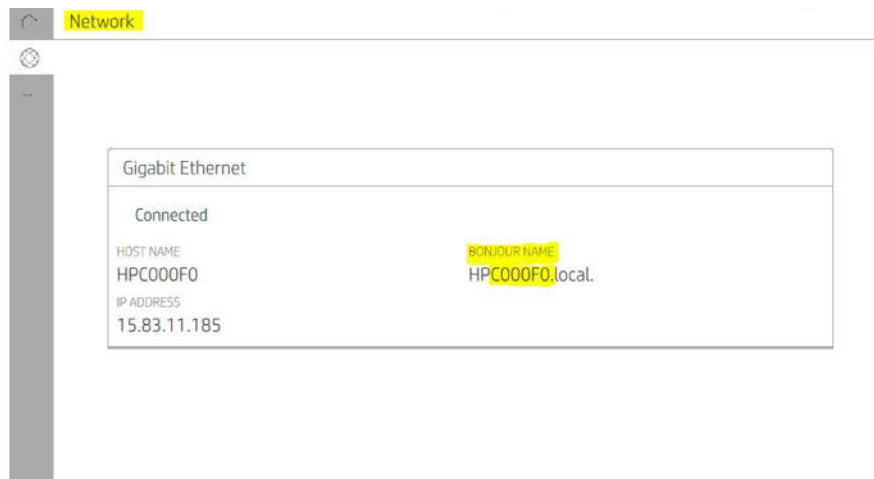 Network
...
Gigabit Ethernet
Connected
HOST NAME
HPC000F0
BONJOUR NAME
HPC000F0.local.
IP ADDRESS
15.83.11.185